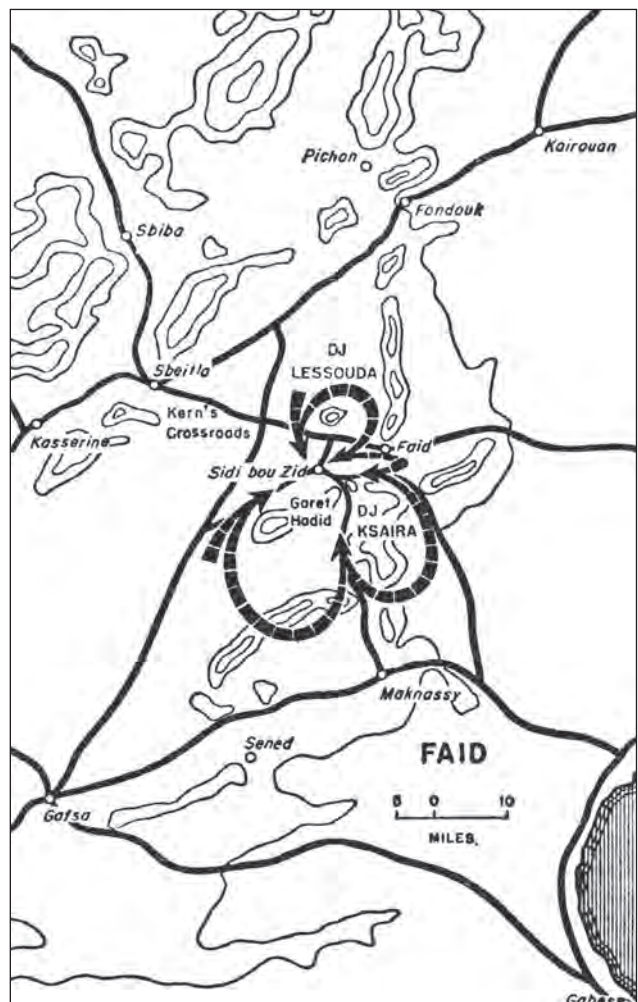 Pichon
Kairouan
Fondouk
Sbiba
DJ
LESSOUDA
Sbeitla
Kern's
Crossroads
Kasserine
Faid
Sidi bou Zid
Garet
Hadid
DJ
KSAIRA
Maknassy
Sened
FAID
Gafsa
5 0 10
MILES.
Gabese